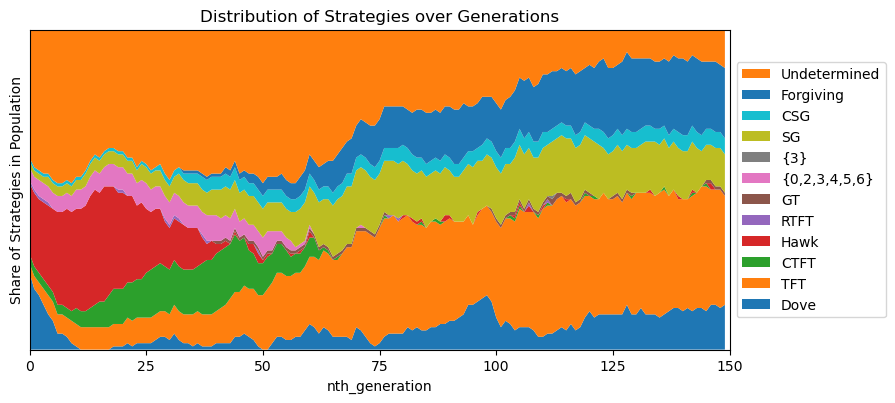 Distribution of Strategies over Generations
Share of Strategies in Population
0
25
50
75
100
125
150
nth_generation
Undetermined
Forgiving
CSG
SG
{3}
{0,2,3,4,5,6}
GT
RTFT
Hawk
CTFT
TFT
Dove